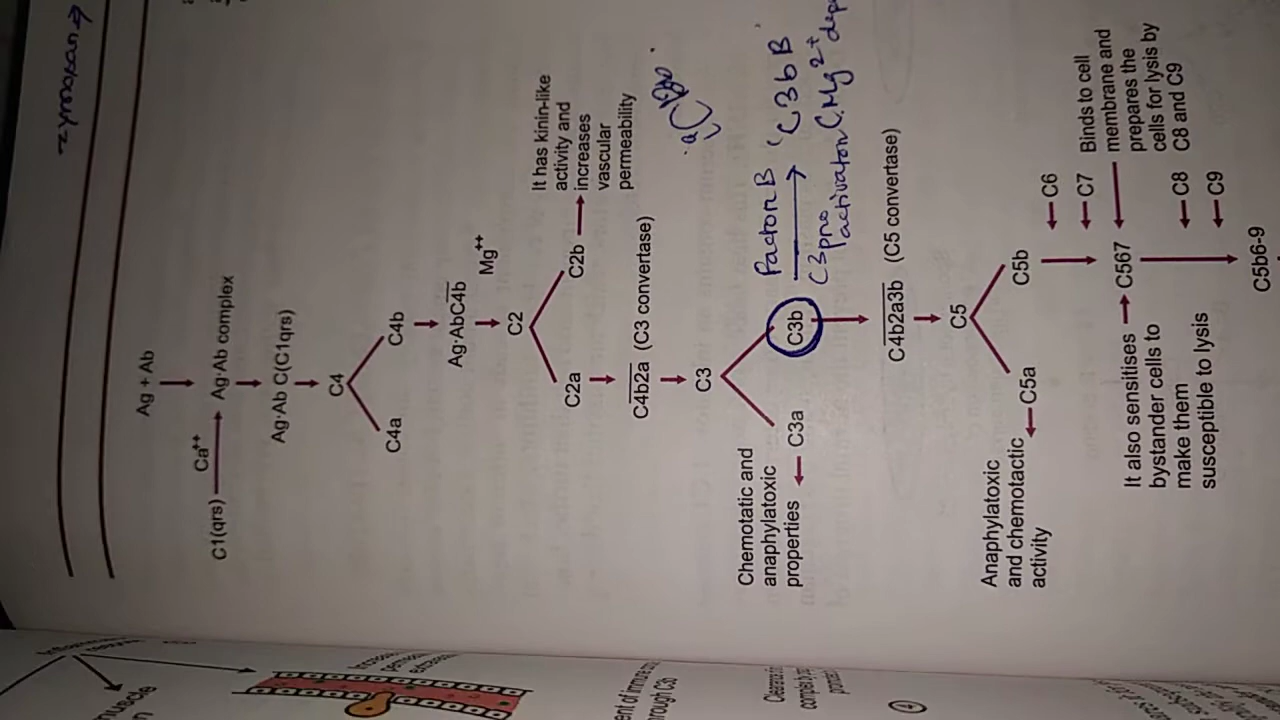 zymosan →
Ag + Ab
C1(qrs) Ca⁺⁺ Ag·Ab complex
Ag·Ab C(C1qrs)
C4
C4a C4b
Ag·AbC4b
Mg⁺⁺
C2
C2a C2b
It has kinin-like
activity and
increases
vascular
permeability
C4b2a (C3 convertase)
C3
Chemotatic and
anaphylatoxic
properties
C3a C3b
Factor B
C3bB
C3 pro
activator (Mg²⁺
C4b2a3b (C5 convertase)
C5
C5a C5b
Anaphylatoxic
and chemotactic
activity
C6
C7
Binds to cell
membrane and
prepares the
cells for lysis by
C8 and C9
C567
It also sensitises
bystander cells to
make them
susceptible to lysis
C8
C9
C5b6-9